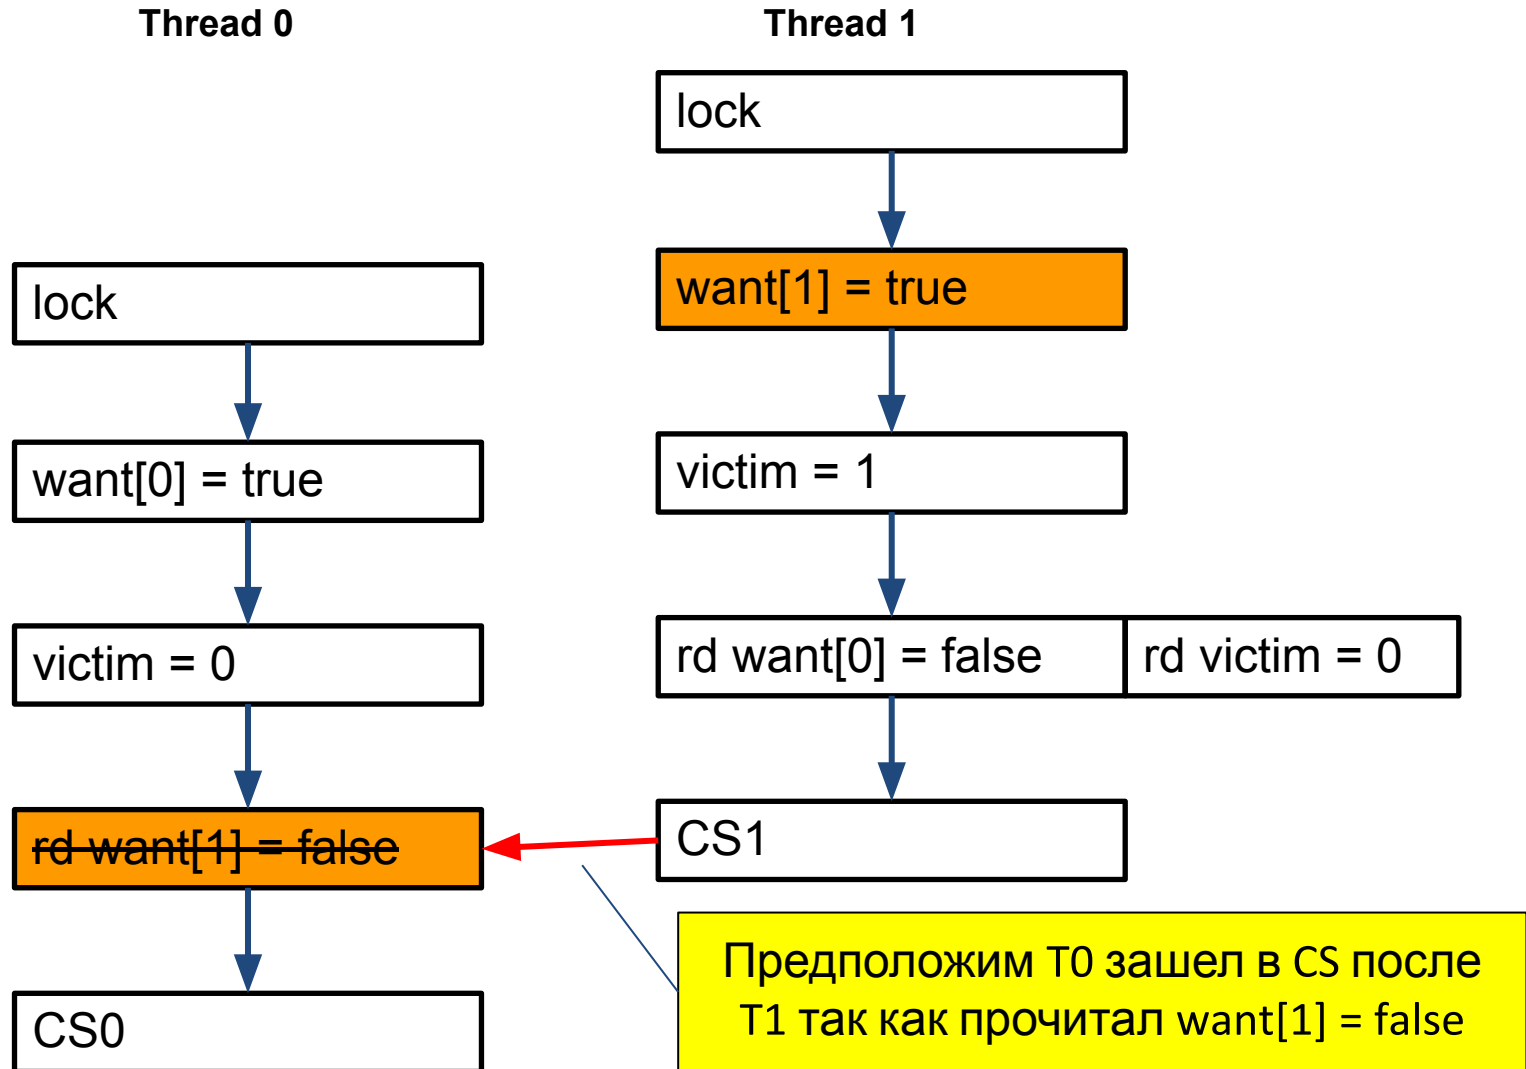 Thread 0
Thread 1
lock
want[1] = true
lock
want[0] = true
victim = 1
victim = 0
rd want[0] = false
rd victim = 0
rd want[1] = false
CS1
Предположим T0 зашел в CS после
T1 так как прочитал want[1] = false
CS0